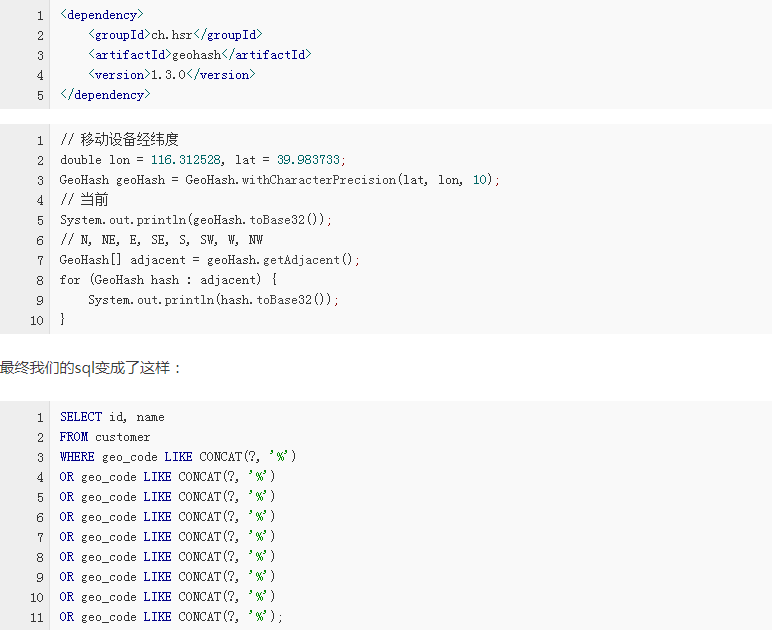 1 <dependency>
2     <groupId>ch.hsr</groupId>
3     <artifactId>geohash</artifactId>
4     <version>1.3.0</version>
5 </dependency>
1 // 移动设备经纬度
2 double lon = 116.312528, lat = 39.983733;
3 GeoHash geoHash = GeoHash.withCharacterPrecision(lat, lon, 10);
4 // 当前
5 System.out.println(geoHash.toBase32());
6 // N, NE, E, SE, S, SW, W, NW
7 GeoHash[] adjacent = geoHash.getAdjacent();
8 for (GeoHash hash : adjacent) {
9     System.out.println(hash.toBase32());
10 }
最终我们的sql变成了这样：
1 SELECT id, name
2 FROM customer
3 WHERE geo_code LIKE CONCAT(?, '%')
4 OR geo_code LIKE CONCAT(?, '%')
5 OR geo_code LIKE CONCAT(?, '%')
6 OR geo_code LIKE CONCAT(?, '%')
7 OR geo_code LIKE CONCAT(?, '%')
8 OR geo_code LIKE CONCAT(?, '%')
9 OR geo_code LIKE CONCAT(?, '%')
10 OR geo_code LIKE CONCAT(?, '%')
11 OR geo_code LIKE CONCAT(?, '%');